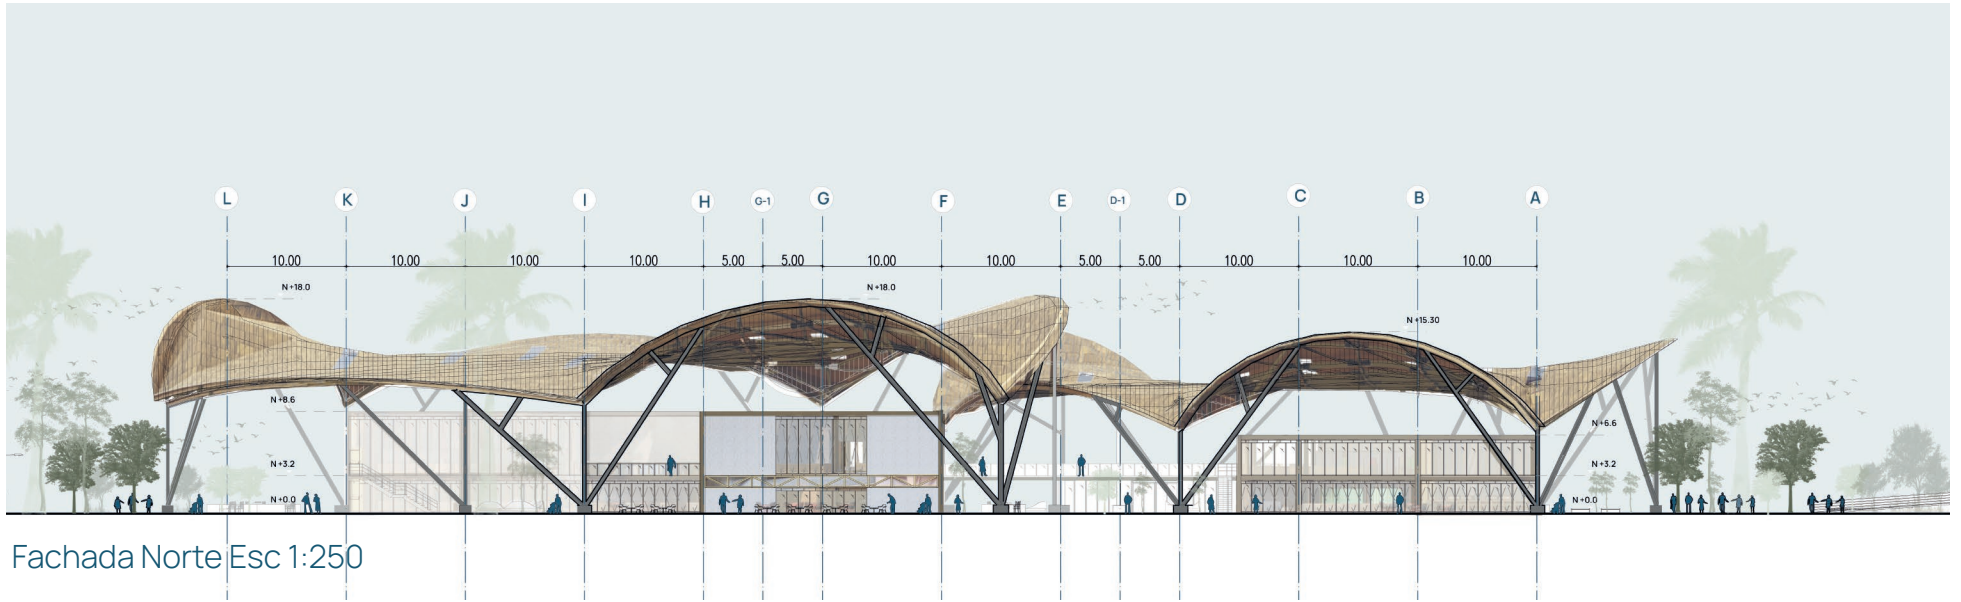 L K J I H G-1 G F E D-1 D C B A
10.00 10.00 10.00 10.00 5.00 5.00 10.00 10.00 5.00 5.00 10.00 10.00 10.00
N +18.0 N +18.0
N +15.30
N +8.6
N +6.6
N +3.2 N +3.2
N +0.0 N +0.0
Fachada Norte Esc 1:250